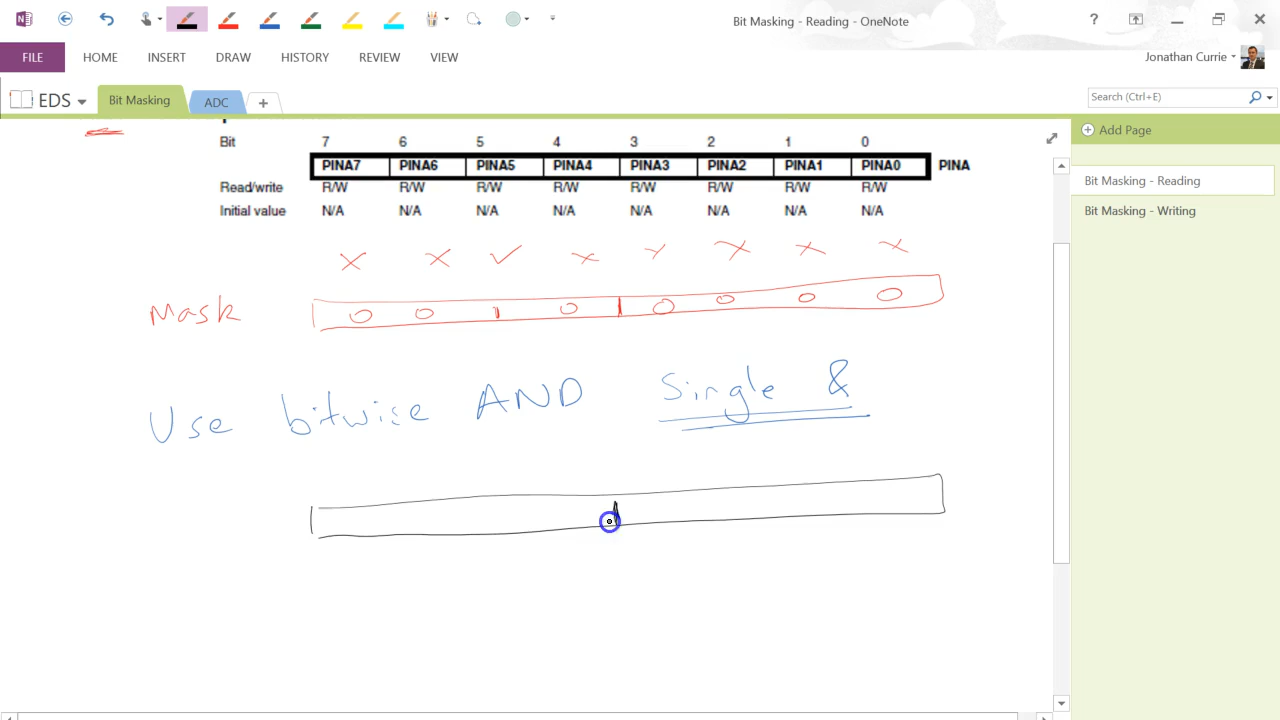 Bit Masking - Reading - OneNote
?
FILE HOME INSERT DRAW HISTORY REVIEW VIEW
Jonathan Currie
EDS Bit Masking ADC +
Search (Ctrl+E)
Add Page
Bit Masking - Reading
Bit Masking - Writing
Bit 7 6 5 4 3 2 1 0
PINA7 PINA6 PINA5 PINA4 PINA3 PINA2 PINA1 PINA0 PINA
Read/write R/W R/W R/W R/W R/W R/W R/W R/W
Initial value N/A N/A N/A N/A N/A N/A N/A N/A
x x ✓ x x x x x
Mask 0 0 1 0 | 0 0 0 0
Use bitwise AND Single &